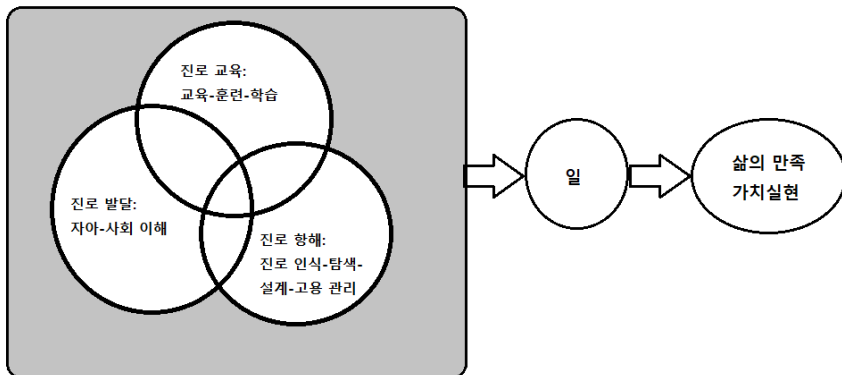 진로 교육:
교육-훈련-학습
진로 발달:
자아-사회 이해
진로 항해:
진로 인식-탐색-
설계-고용 관리
일
삶의 만족
가치실현